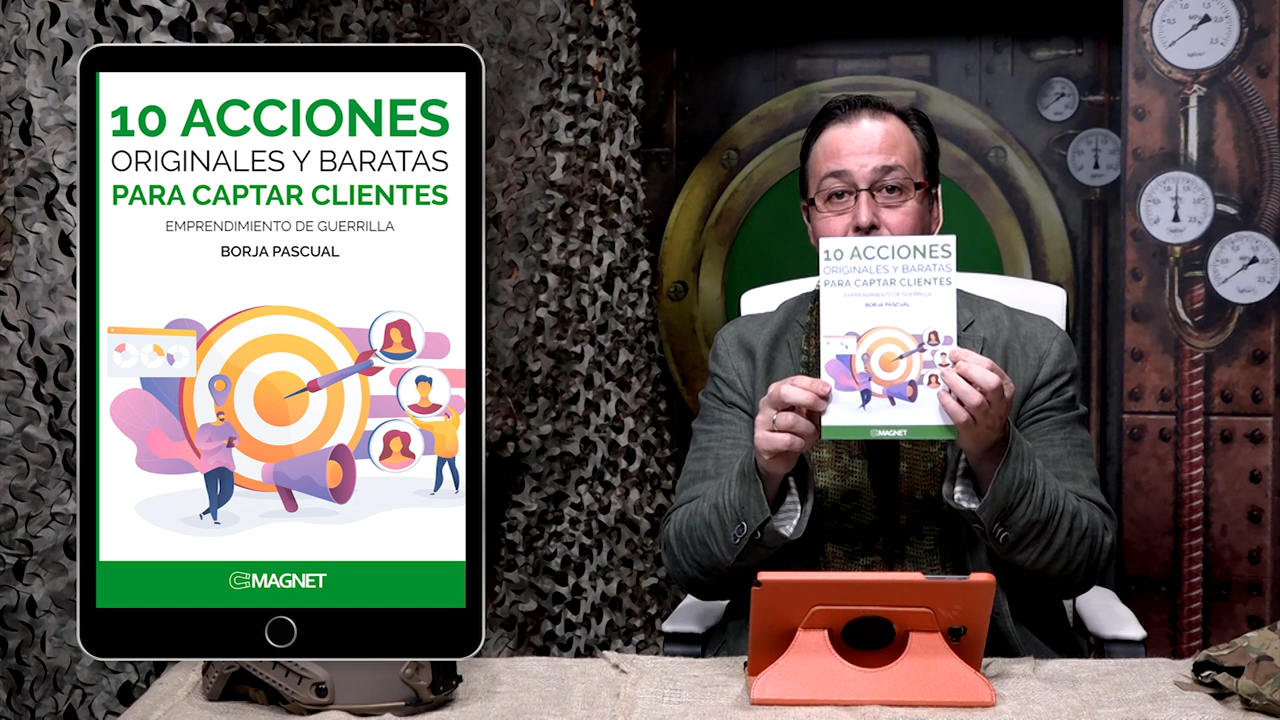 10 ACCIONES
ORIGINALES Y BARATAS
PARA CAPTAR CLIENTES
EMPRENDIMIENTO DE GUERRILLA
BORJA PASCUAL
MAGNET
10 ACCIONES
ORIGINALES Y BARATAS
PARA CAPTAR CLIENTES
EMPRENDIMIENTO DE GUERRILLA
BORJA PASCUAL
MAGNET